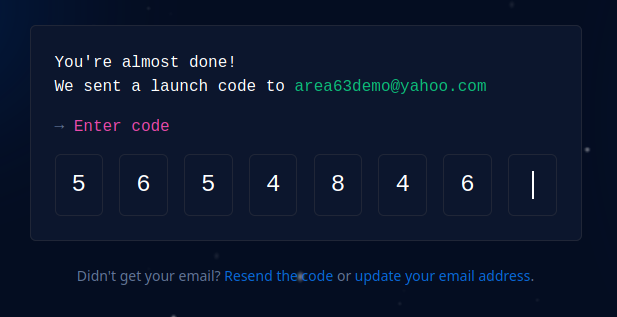 You're almost done!
We sent a launch code to area63demo@yahoo.com
→ Enter code
5 6 5 4 8 4 6
Didn't get your email? Resend the code or update your email address.